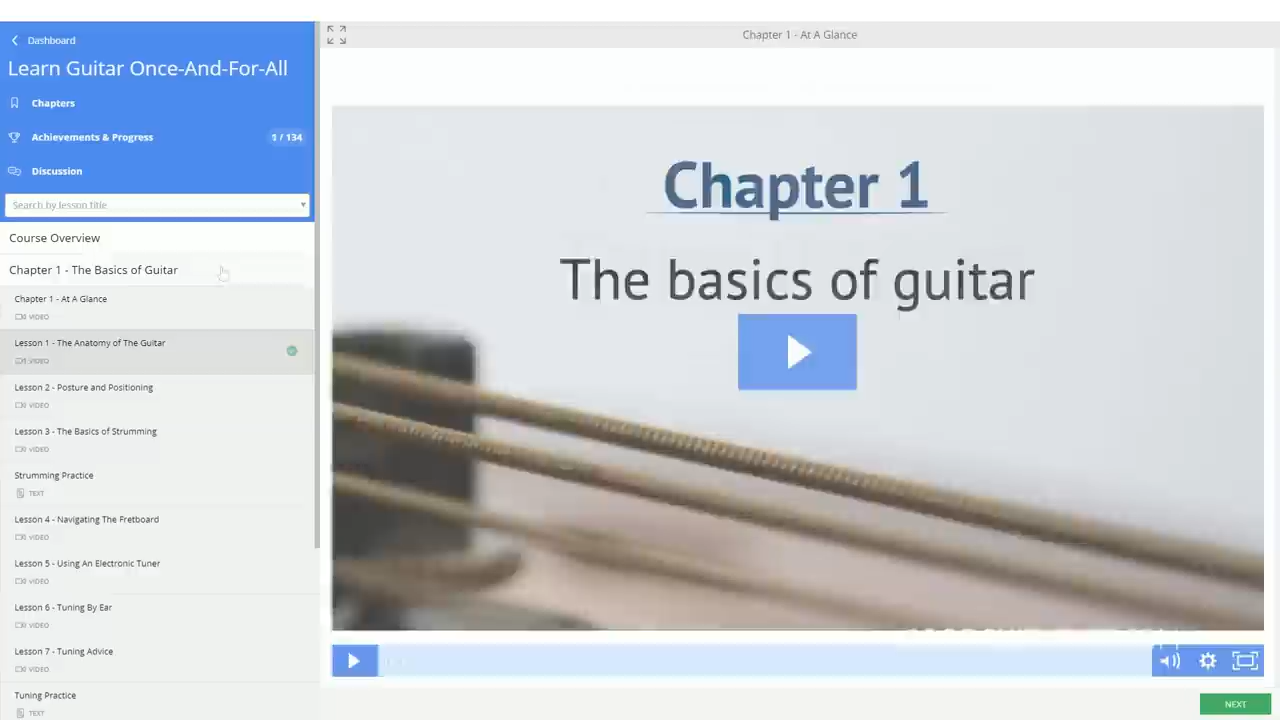 Dashboard
Learn Guitar Once-And-For-All
Chapters
Achievements & Progress
1 / 134
Discussion
Search by lesson title
Course Overview
Chapter 1 - The Basics of Guitar
Chapter 1 - At A Glance
VIDEO
Lesson 1 - The Anatomy of The Guitar
VIDEO
Lesson 2 - Posture and Positioning
VIDEO
Lesson 3 - The Basics of Strumming
VIDEO
Strumming Practice
TEXT
Lesson 4 - Navigating The Fretboard
VIDEO
Lesson 5 - Using An Electronic Tuner
VIDEO
Lesson 6 - Tuning By Ear
VIDEO
Lesson 7 - Tuning Advice
VIDEO
Tuning Practice
TEXT
Chapter 1 - At A Glance
Chapter 1
The basics of guitar
NEXT